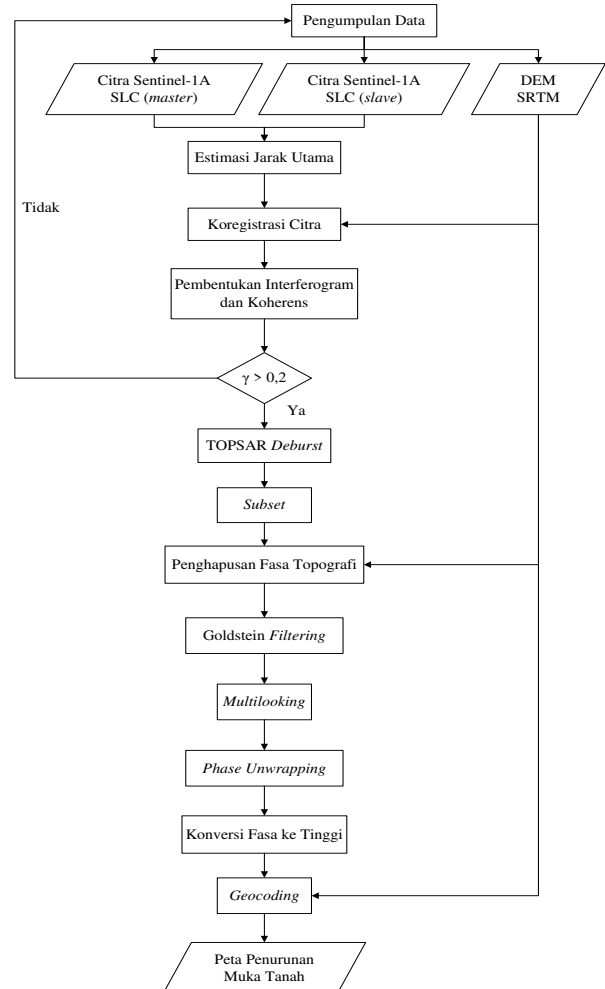 Pengumpulan Data
Citra Sentinel-1A
SLC (master)
Citra Sentinel-1A
SLC (slave)
DEM
SRTM
Estimasi Jarak Utama
Tidak
Koregistrasi Citra
Pembentukan Interferogram
dan Koherens
γ > 0,2
Ya
TOPSAR Deburst
Subset
Penghapusan Fasa Topografi
Goldstein Filtering
Multilooking
Phase Unwrapping
Konversi Fasa ke Tinggi
Geocoding
Peta Penurunan
Muka Tanah